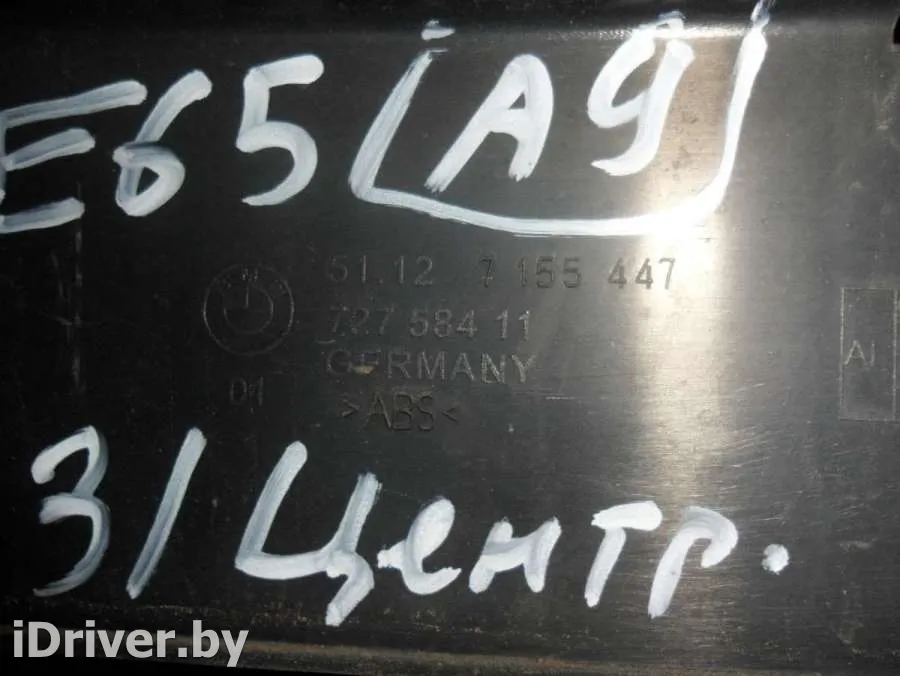 E65 (A9)
51.12 7 155 447
727 584 11
GERMANY
01
>ABS<
AI
3/Центр.
iDriver.by